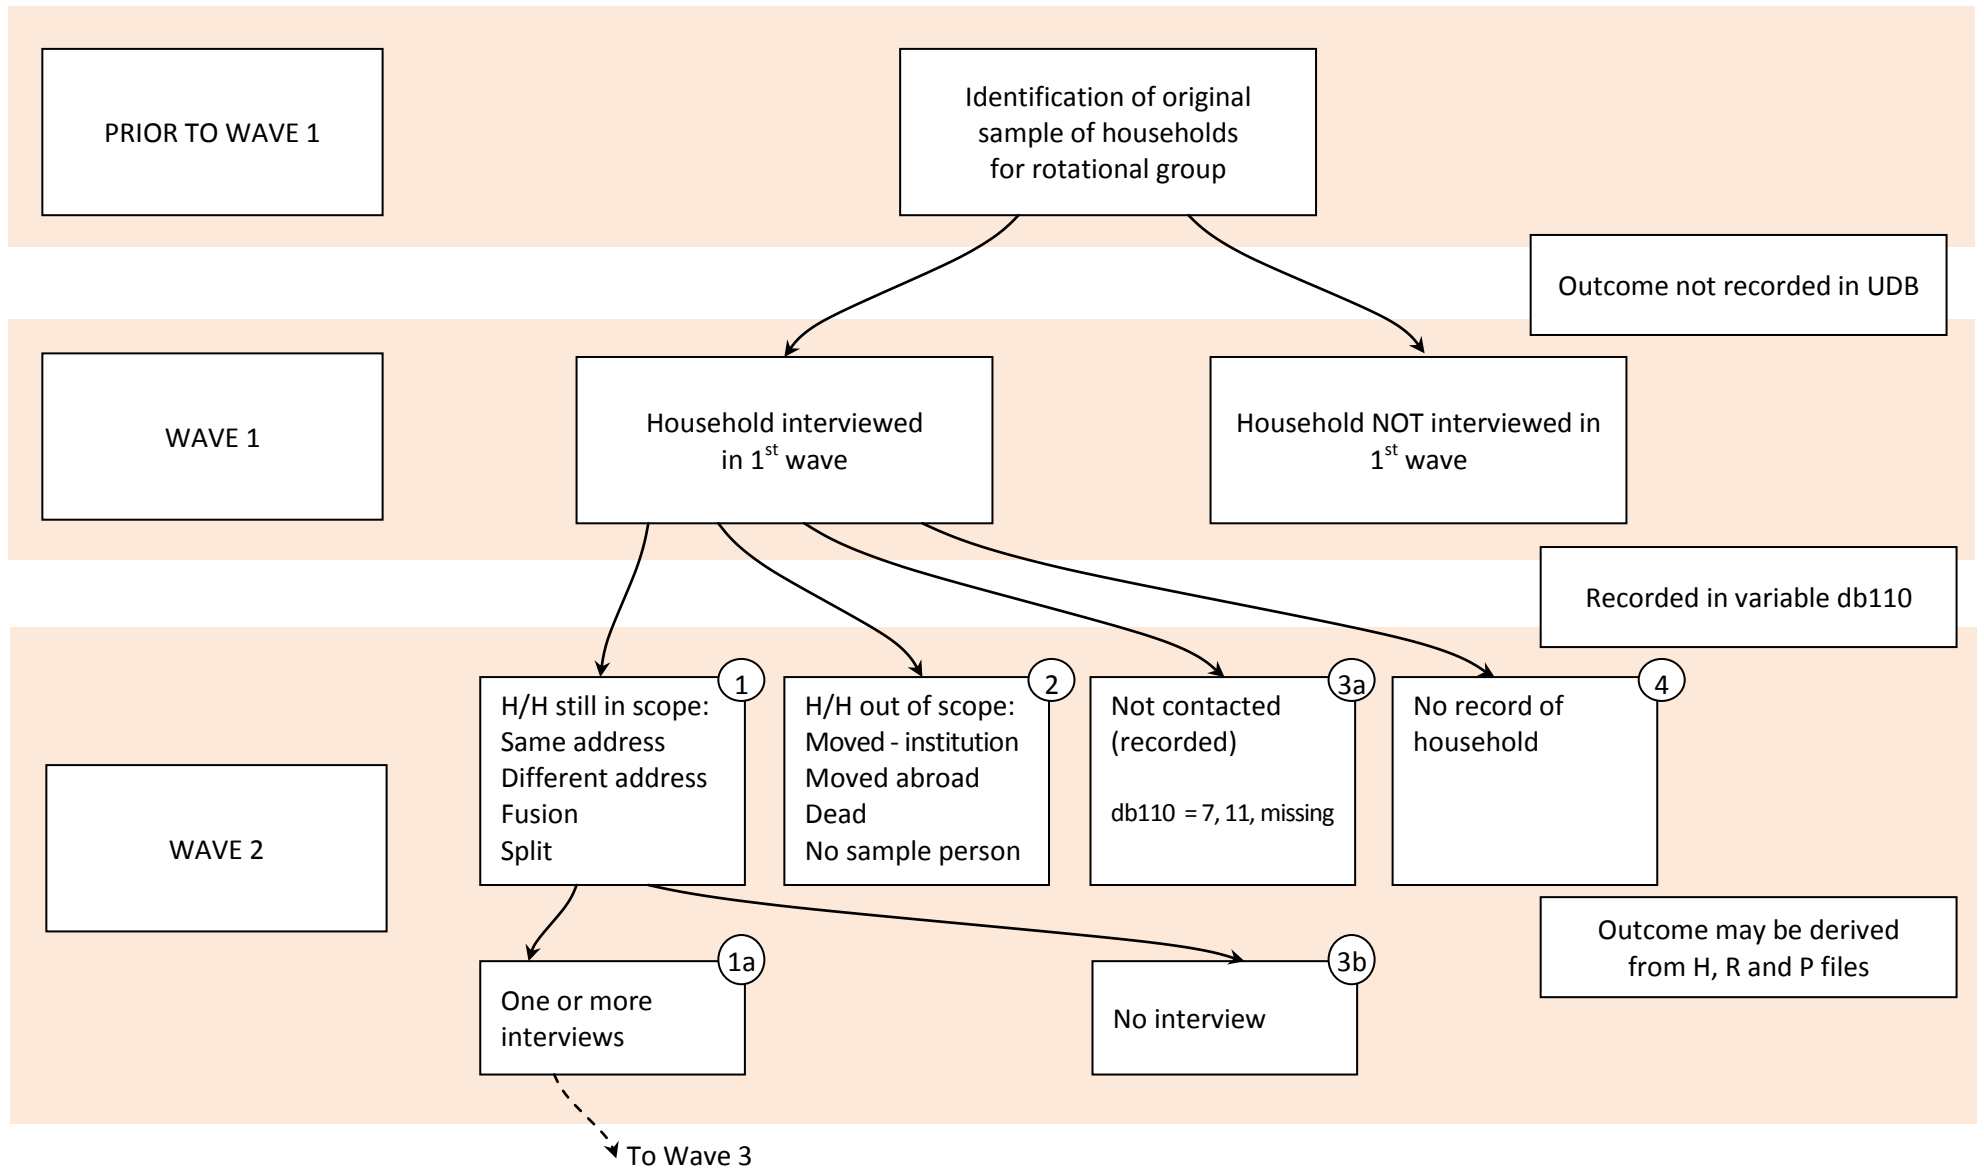 PRIOR TO WAVE 1
Identification of original
sample of households
for rotational group
Outcome not recorded in UDB
WAVE 1
Household interviewed
in 1st wave
Household NOT interviewed in
1st wave
Recorded in variable db110
WAVE 2
1
H/H still in scope:
Same address
Different address
Fusion
Split
2
H/H out of scope:
Moved - institution
Moved abroad
Dead
No sample person
3a
Not contacted
(recorded)
db110 = 7, 11, missing
4
No record of
household
Outcome may be derived
from H, R and P files
1a
One or more
interviews
3b
No interview
To Wave 3